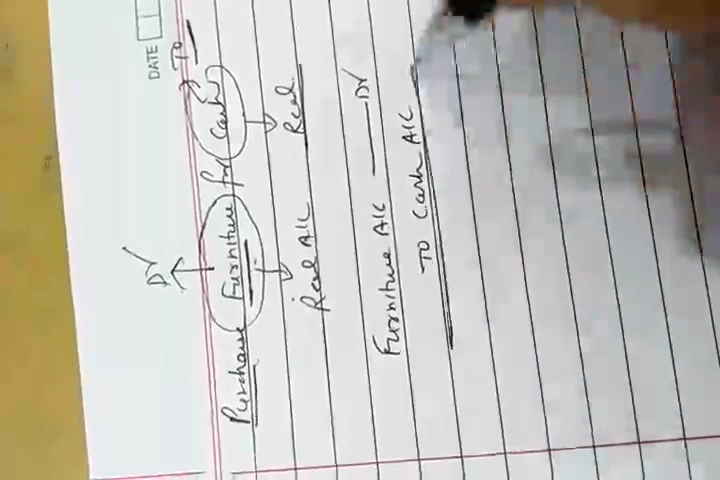 DATE
Dr To
Purchase Furniture for Cash
Real A/C Real
Furniture A/C Dr
To Cash A/C